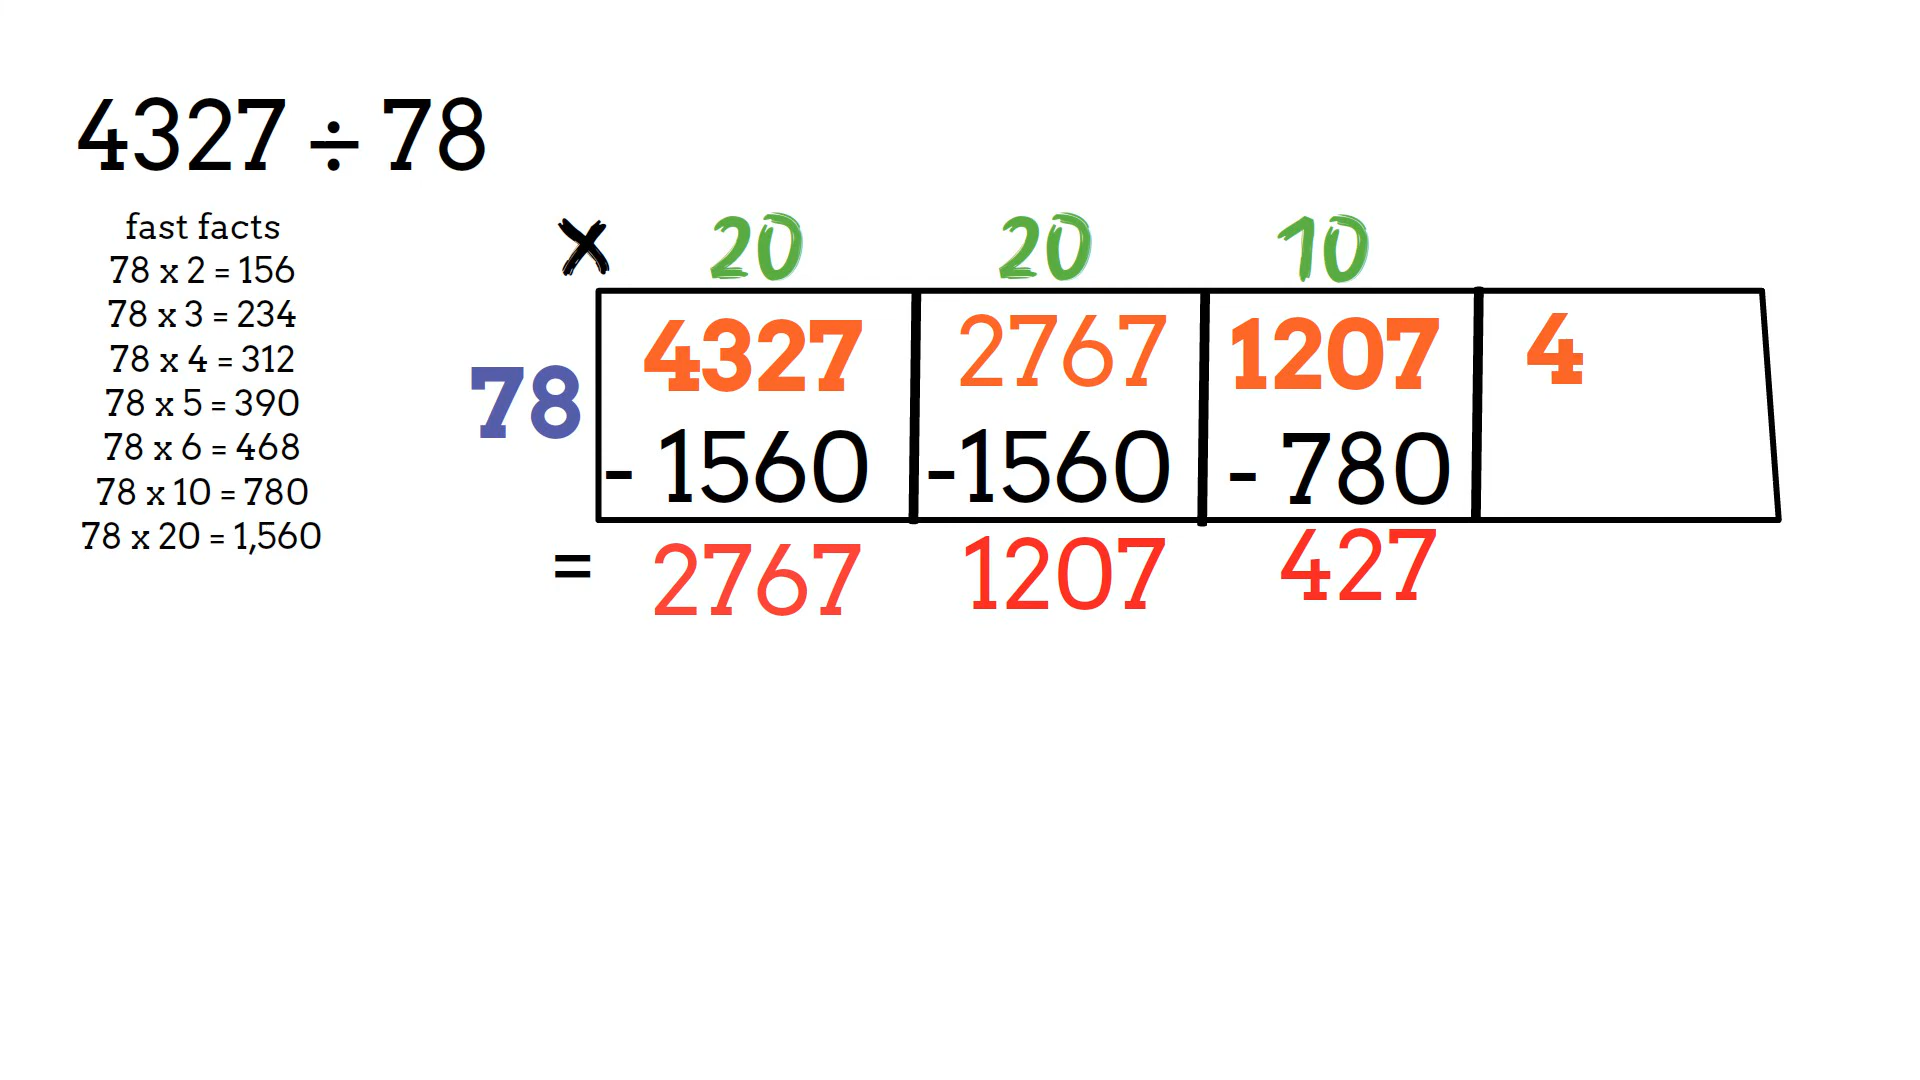 4327 ÷ 78
fast facts
78 x 2 = 156
78 x 3 = 234
78 x 4 = 312
78 x 5 = 390
78 x 6 = 468
78 x 10 = 780
78 x 20 = 1,560
x 20 20 10
4327 2767 1207 4
78
- 1560 -1560 - 780
= 2767 1207 427